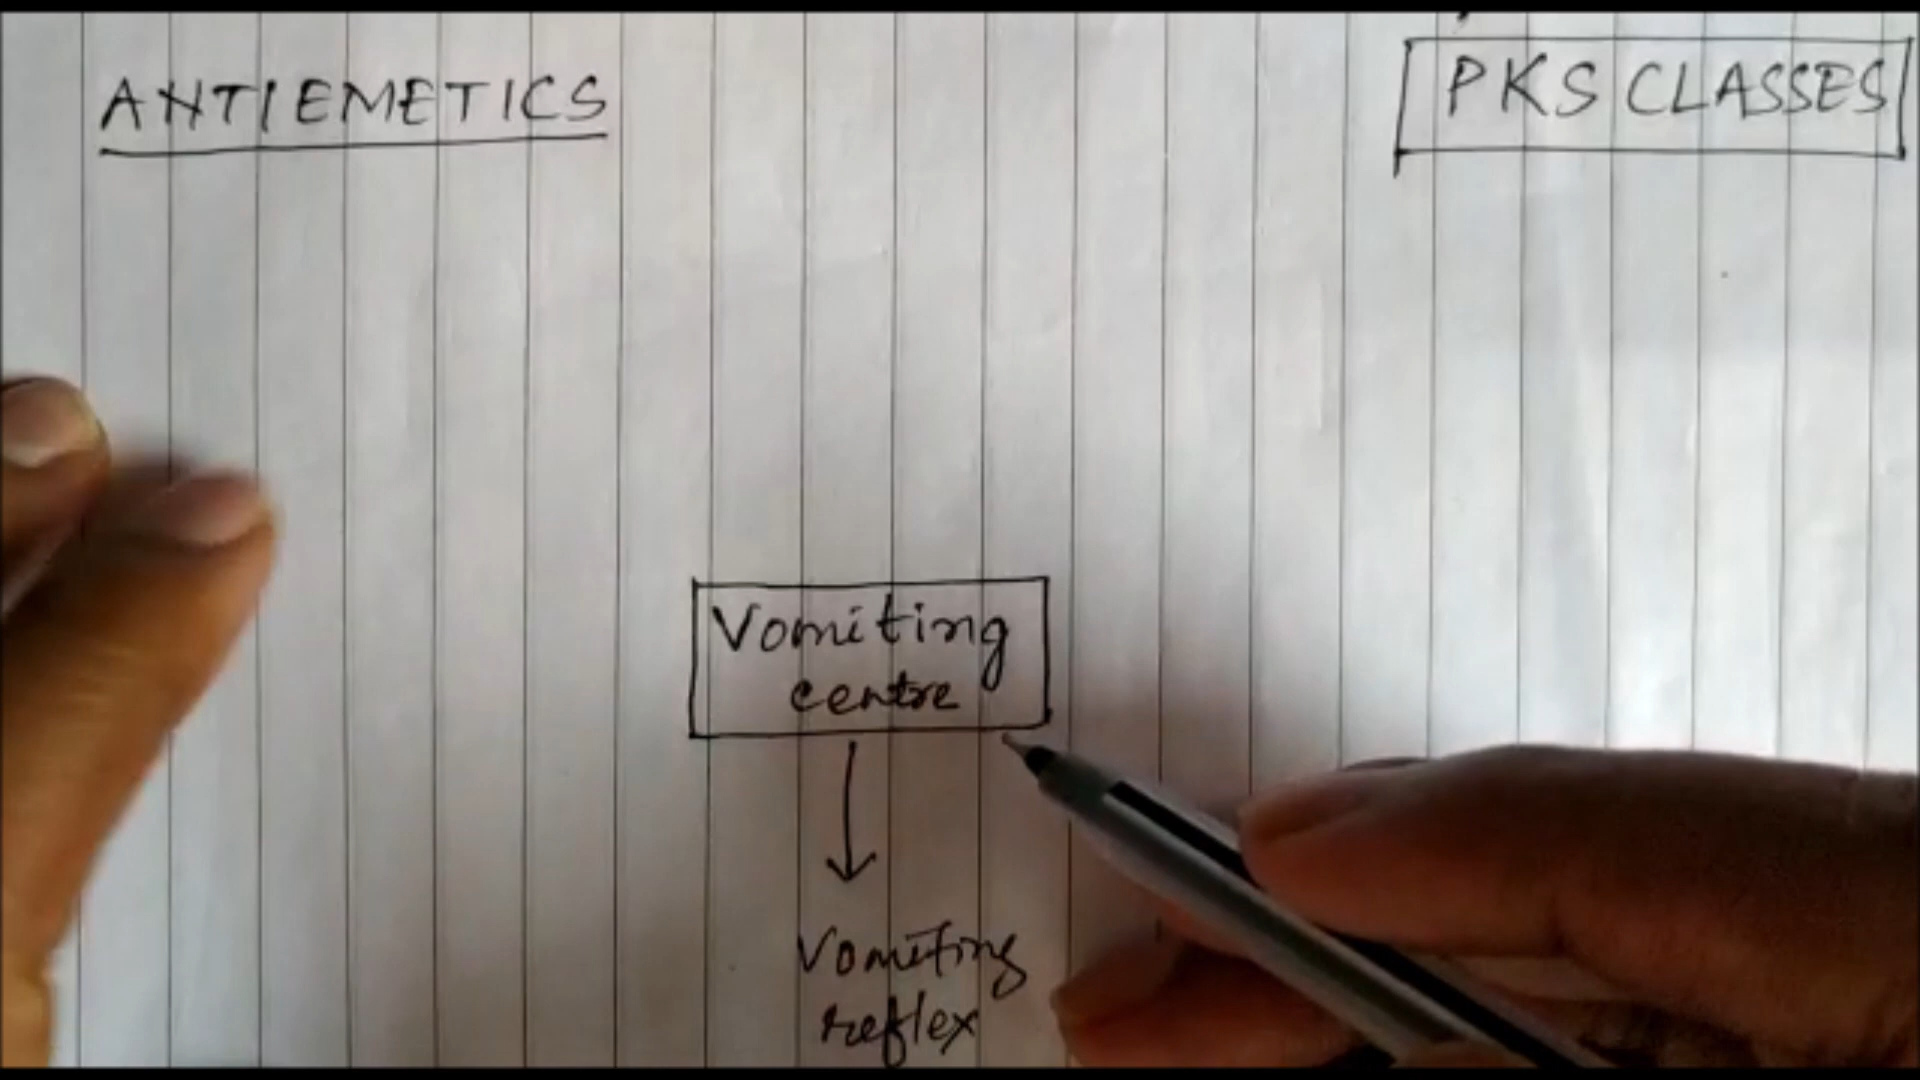 ANTIEMETICS
PKS CLASSES
Vomiting
centre
Vomiting
reflex